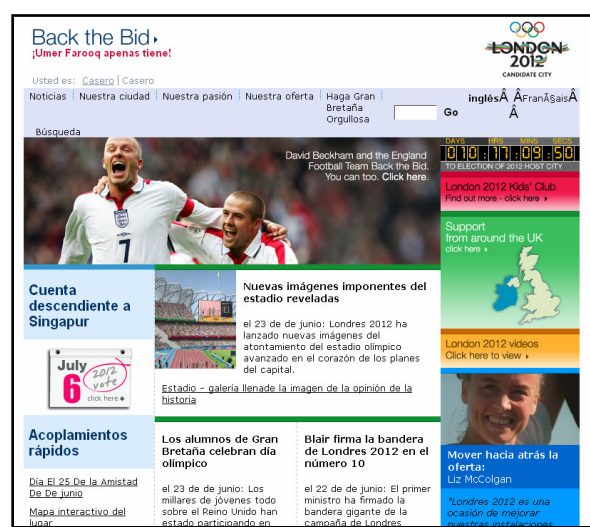 Back the Bid
¡Umer Farooq apenas tiene!
LONDON
2012
CANDIDATE CITY
Usted es: Casero | Casero
Noticias
Nuestra ciudad
Nuestra pasión
Nuestra oferta
Haga Gran
Bretaña
Orgullosa
Go
inglésÂ ÂFranÃ§aisÂ
Â
Búsqueda
David Beckham and the England
Football Team Back the Bid.
You can too. Click here.
DAYS HRS MINS SECS
010:17:09:50
TO ELECTION OF 2012 HOST CITY
London 2012 Kids' Club
Find out more - click here
Support
from around the UK
click here
London 2012 videos
Click here to view
Mover hacia atrás la
oferta:
Liz McColgan
"Londres 2012 es una
ocasión de mejorar
nuestras instalaciones
Cuenta
descendiente a
Singapur
July
6
2012
vote
click here
Nuevas imágenes imponentes del
estadio reveladas
el 23 de de junio: Londres 2012 ha
lanzado nuevas imágenes del
atontamiento del estadio olímpico
avanzado en el corazón de los planes
del capital.
Estadio - galería llenade la imagen de la opinión de la
historia
Acoplamientos
rápidos
Día El 25 De la Amistad
De De junio
Mapa interactivo del
lugar
Los alumnos de Gran
Bretaña celebran día
olímpico
el 23 de de junio: Los
millares de jóvenes todo
sobre el Reino Unido han
estado participando en
Blair firma la bandera
de Londres 2012 en el
número 10
el 22 de de junio: El primer
ministro ha firmado la
bandera gigante de la
campaña de Londres